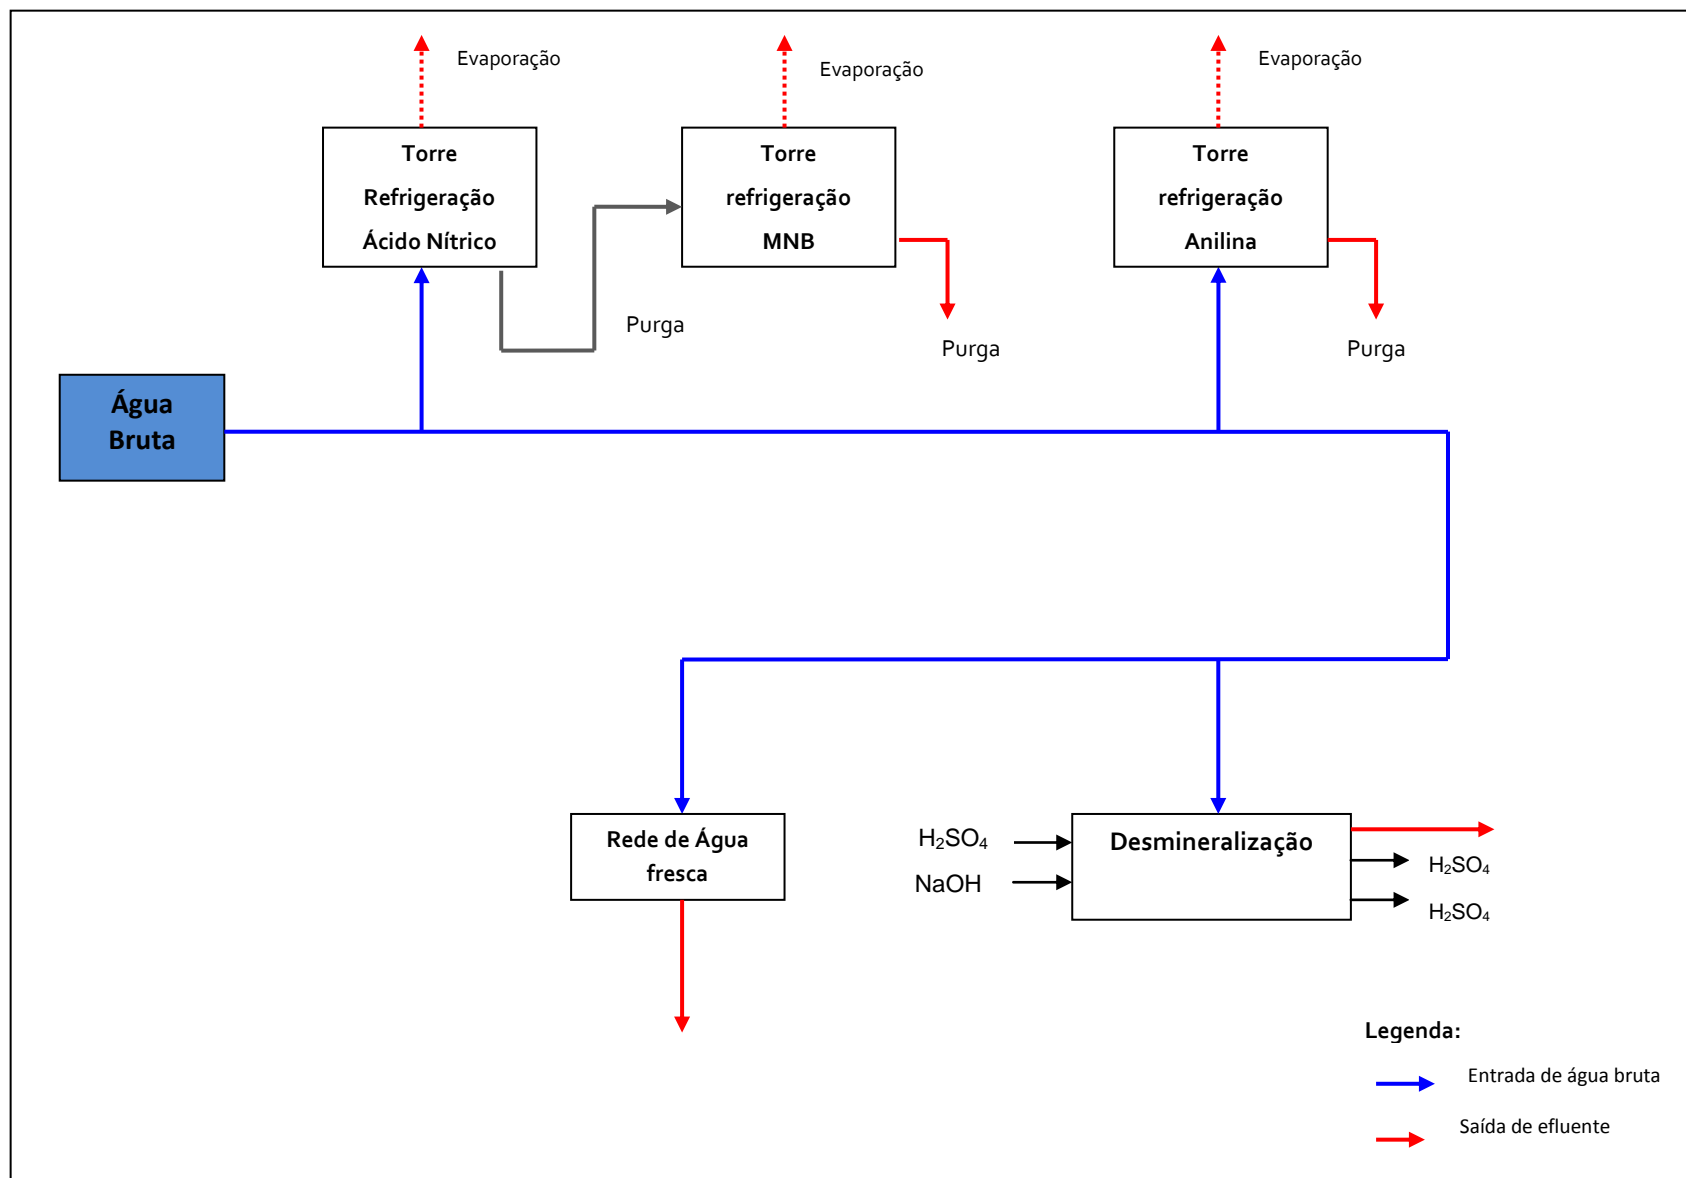 Evaporação
Evaporação
Evaporação
Torre
Refrigeração
Ácido Nítrico
Torre
refrigeração
MNB
Torre
refrigeração
Anilina
Purga
Purga
Purga
Água
Bruta
Rede de Água
fresca
H₂SO₄
NaOH
Desmineralização
H₂SO₄
H₂SO₄
Legenda:
Entrada de água bruta
Saída de efluente